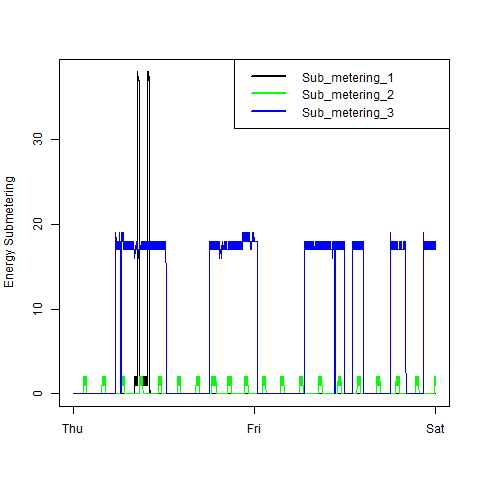 Sub_metering_1
Sub_metering_2
Sub_metering_3
Energy Submetering
30
20
10
0
Thu Fri Sat